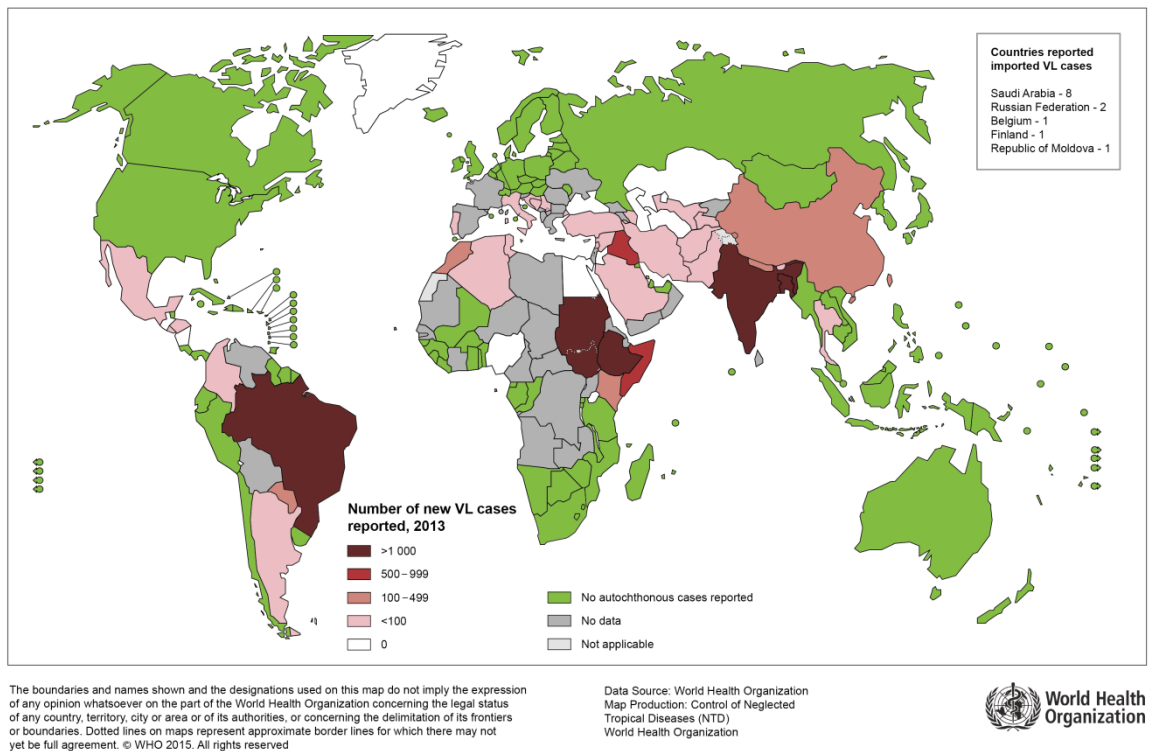 Countries reported
imported VL cases
Saudi Arabia - 8
Russian Federation - 2
Belgium - 1
Finland - 1
Republic of Moldova - 1
Number of new VL cases
reported, 2013
>1 000
500–999
100–499
<100
0
No autochthonous cases reported
No data
Not applicable
The boundaries and names shown and the designations used on this map do not imply the expression
of any opinion whatsoever on the part of the World Health Organization concerning the legal status
of any country, territory, city or area or of its authorities, or concerning the delimitation of its frontiers
or boundaries. Dotted lines on maps represent approximate border lines for which there may not
yet be full agreement. © WHO 2015. All rights reserved
Data Source: World Health Organization
Map Production: Control of Neglected
Tropical Diseases (NTD)
World Health Organization
World Health
Organization